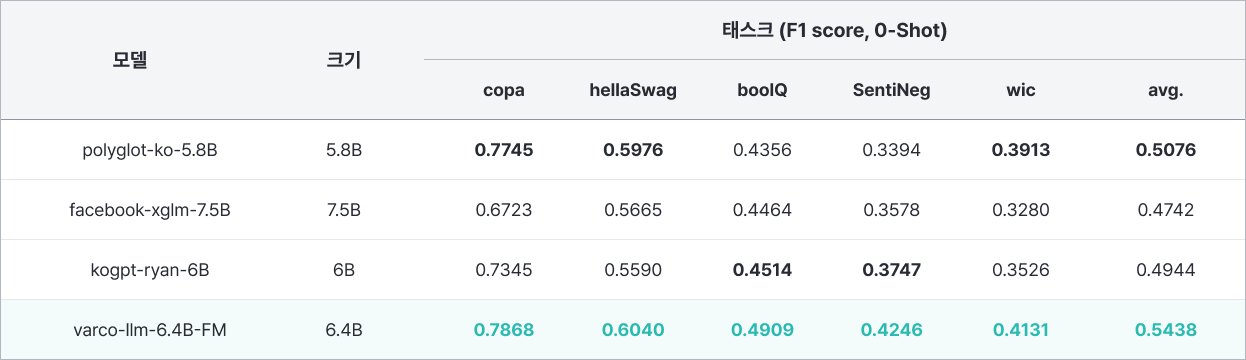 모델 크기 태스크 (F1 score, 0-Shot)
copa hellaSwag boolQ SentiNeg wic avg.
polyglot-ko-5.8B 5.8B 0.7745 0.5976 0.4356 0.3394 0.3913 0.5076
facebook-xglm-7.5B 7.5B 0.6723 0.5665 0.4464 0.3578 0.3280 0.4742
kogpt-ryan-6B 6B 0.7345 0.5590 0.4514 0.3747 0.3526 0.4944
varco-llm-6.4B-FM 6.4B 0.7868 0.6040 0.4909 0.4246 0.4131 0.5438